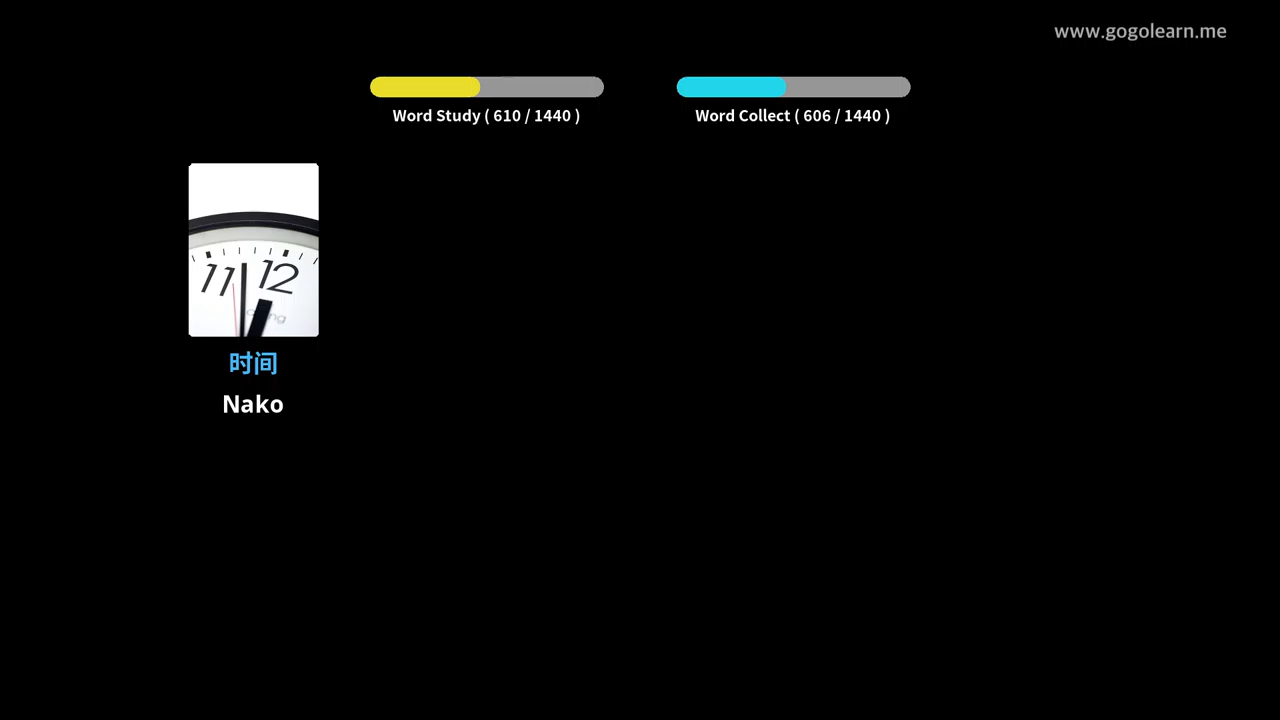 www.gogolearn.me
Word Study ( 610 / 1440 )
Word Collect ( 606 / 1440 )
11 12
时间
Nako